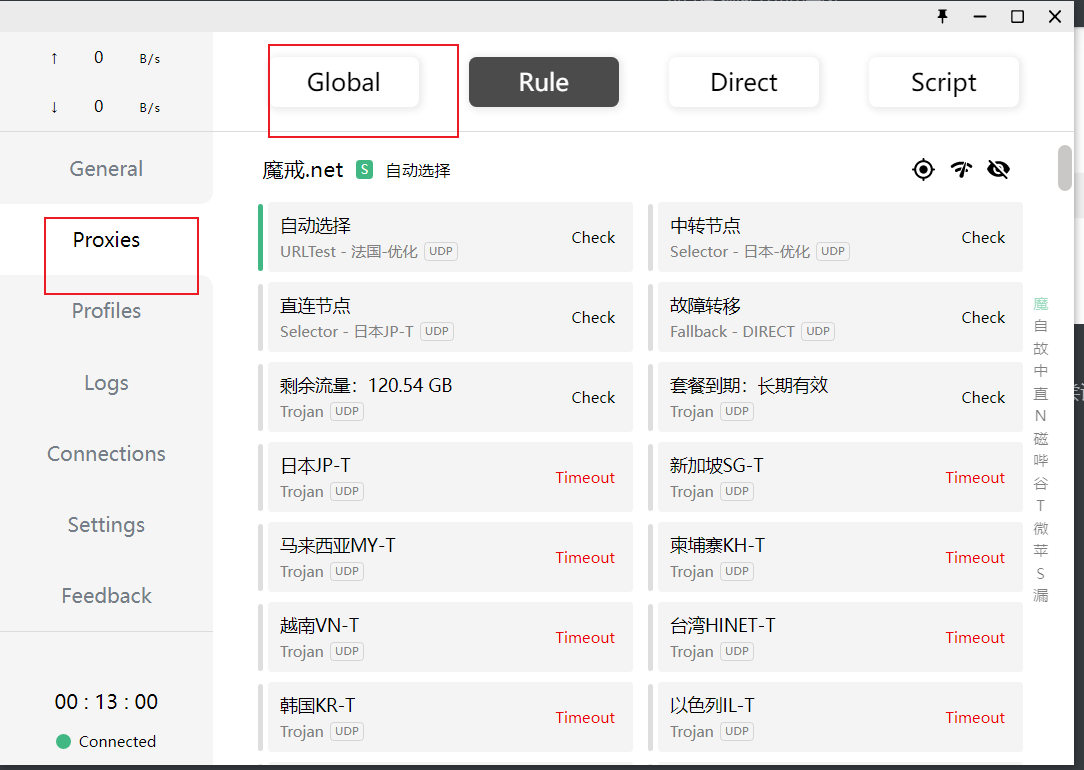 ↑ 0 B/s
↓ 0 B/s
General
Proxies
Profiles
Logs
Connections
Settings
Feedback
00 : 13 : 00
Connected
Global Rule Direct Script
魔戒.net S 自动选择
自动选择
URLTest - 法国-优化 UDP
Check
中转节点
Selector - 日本-优化 UDP
Check
直连节点
Selector - 日本JP-T UDP
Check
故障转移
Fallback - DIRECT UDP
Check
剩余流量：120.54 GB
Trojan UDP
Check
套餐到期：长期有效
Trojan UDP
Check
日本JP-T
Trojan UDP
Timeout
新加坡SG-T
Trojan UDP
Timeout
马来西亚MY-T
Trojan UDP
Timeout
柬埔寨KH-T
Trojan UDP
Timeout
越南VN-T
Trojan UDP
Timeout
台湾HINET-T
Trojan UDP
Timeout
韩国KR-T
Trojan UDP
Timeout
以色列IL-T
Trojan UDP
Timeout
魔
自
故
中
直
N
磁
哔
谷
T
微
苹
S
漏